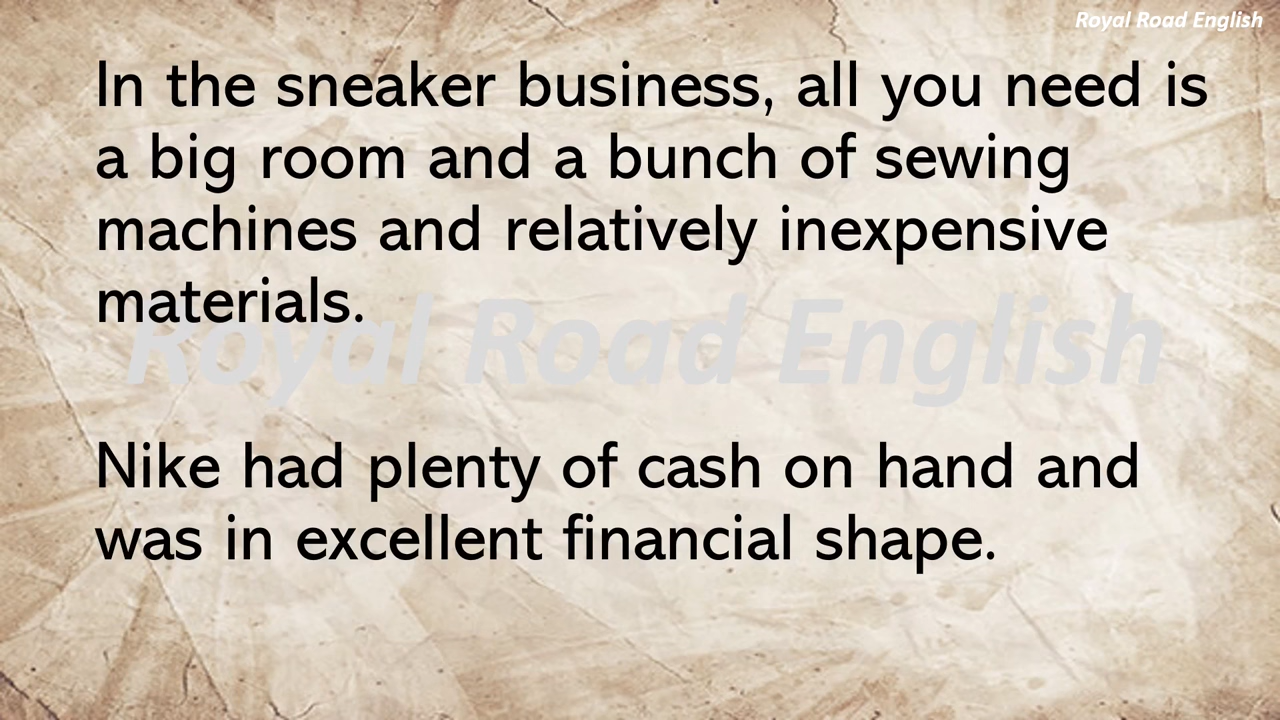 Royal Road English
In the sneaker business, all you need is
a big room and a bunch of sewing
machines and relatively inexpensive
materials.
Royal Road English
Nike had plenty of cash on hand and
was in excellent financial shape.